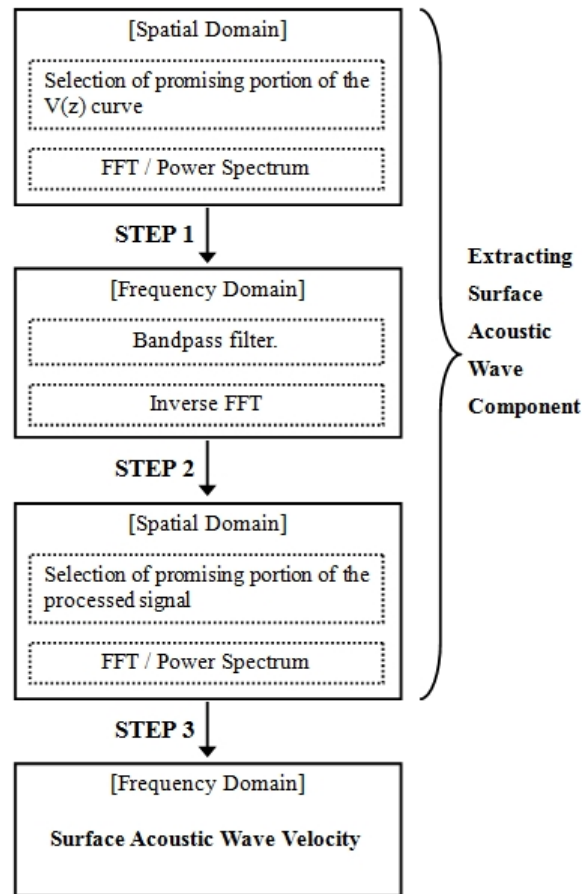 [Spatial Domain]
Selection of promising portion of the
V(z) curve
FFT / Power Spectrum
STEP 1
[Frequency Domain]
Bandpass filter.
Inverse FFT
STEP 2
[Spatial Domain]
Selection of promising portion of the
processed signal
FFT / Power Spectrum
STEP 3
[Frequency Domain]
Surface Acoustic Wave Velocity
Extracting
Surface
Acoustic
Wave
Component